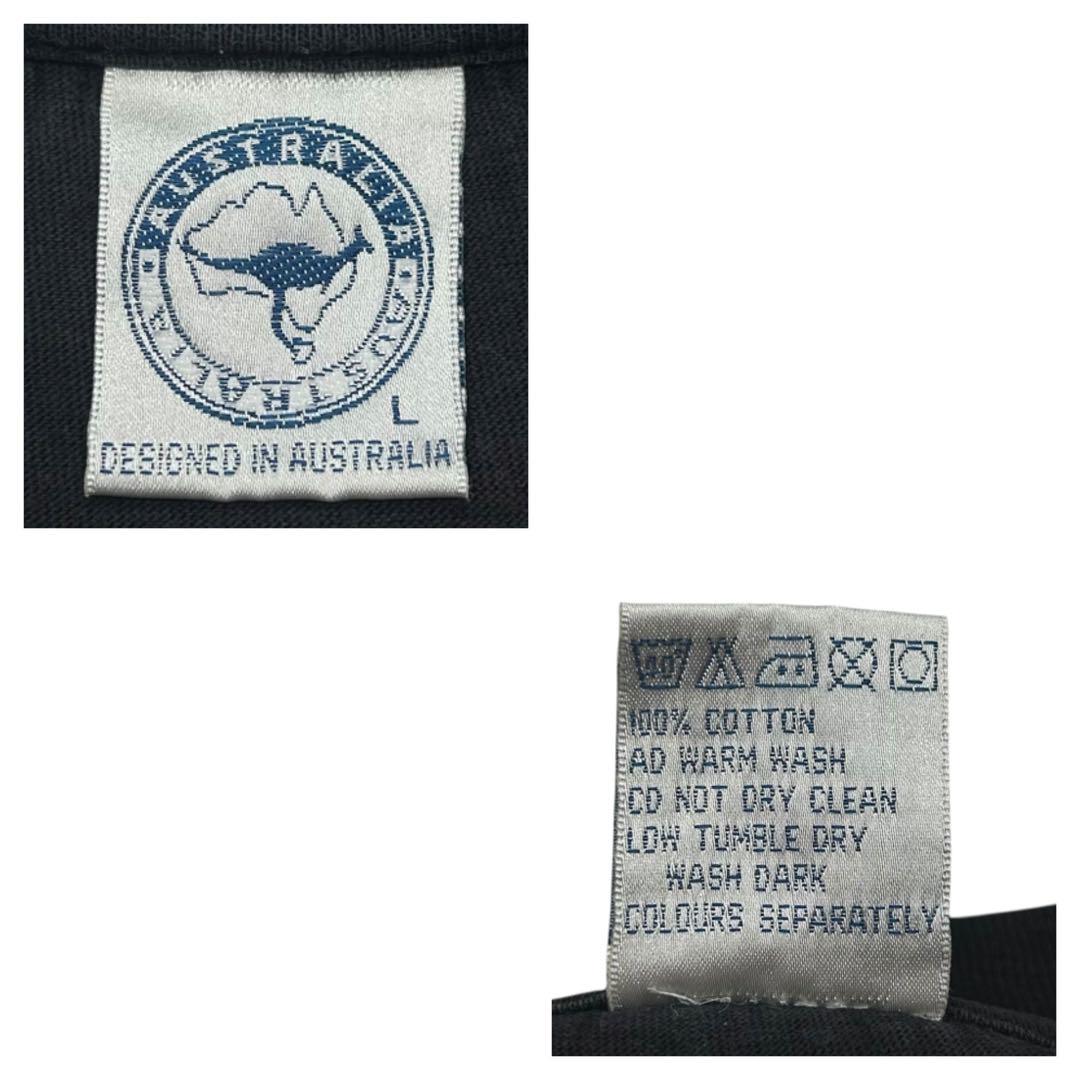 AUSTRALIA
AUSTRALIA
L
DESIGNED IN AUSTRALIA
40°
100% COTTON
AD WARM WASH
CD NOT DRY CLEAN
LOW TUMBLE DRY
WASH DARK
COLOURS SEPARATELY